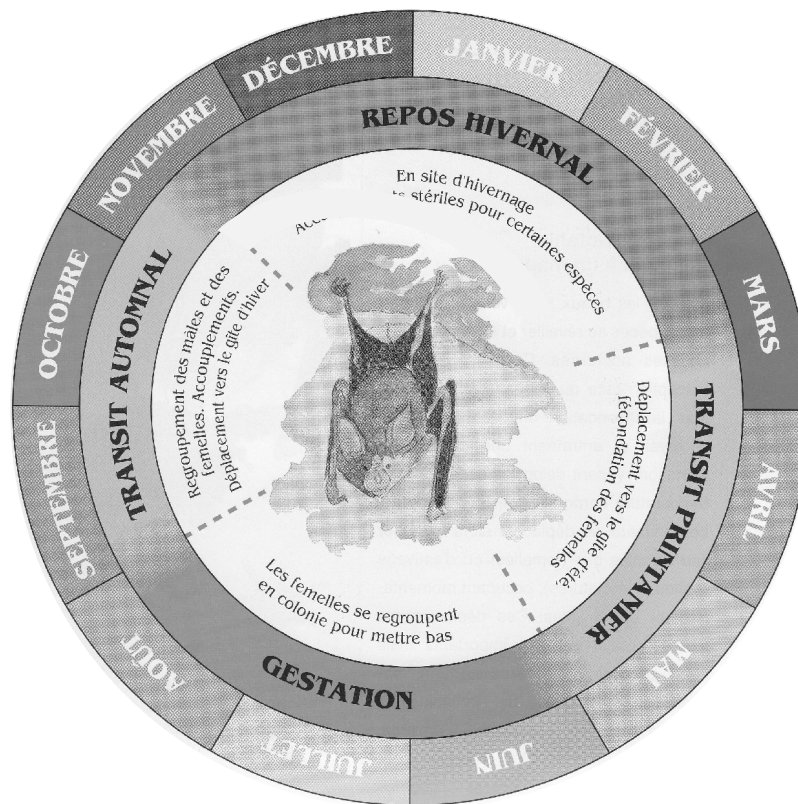 JANVIER
FÉVRIER
MARS
AVRIL
MAI
JUIN
JUILLET
AOÛT
SEPTEMBRE
OCTOBRE
NOVEMBRE
DÉCEMBRE
REPOS HIVERNAL
TRANSIT PRINTANIER
GESTATION
TRANSIT AUTOMNAL
En site d'hivernage
stériles pour certaines espèces
Déplacement vers le gîte d'été,
fécondation des femelles
Les femelles se regroupent
en colonie pour mettre bas
Regroupement des mâles et des
femelles. Accouplements.
Déplacement vers le gîte d'hiver